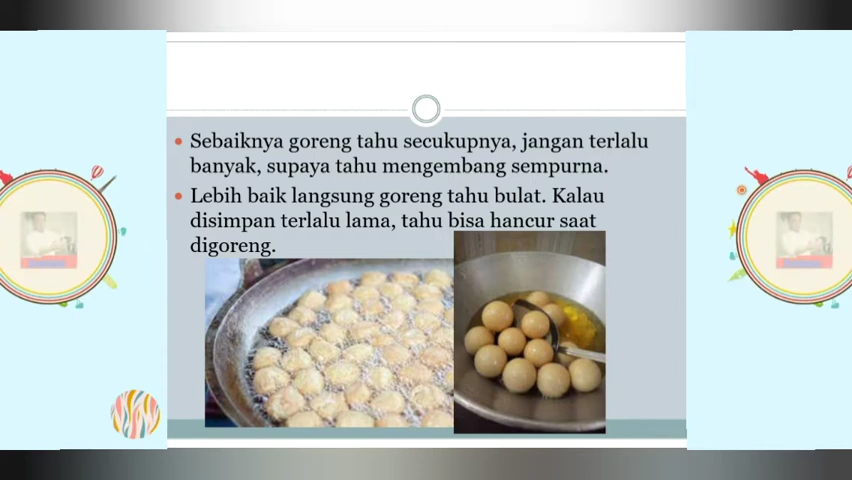 Sebaiknya goreng tahu secukupnya, jangan terlalu
banyak, supaya tahu mengembang sempurna.
Lebih baik langsung goreng tahu bulat. Kalau
disimpan terlalu lama, tahu bisa hancur saat
digoreng.